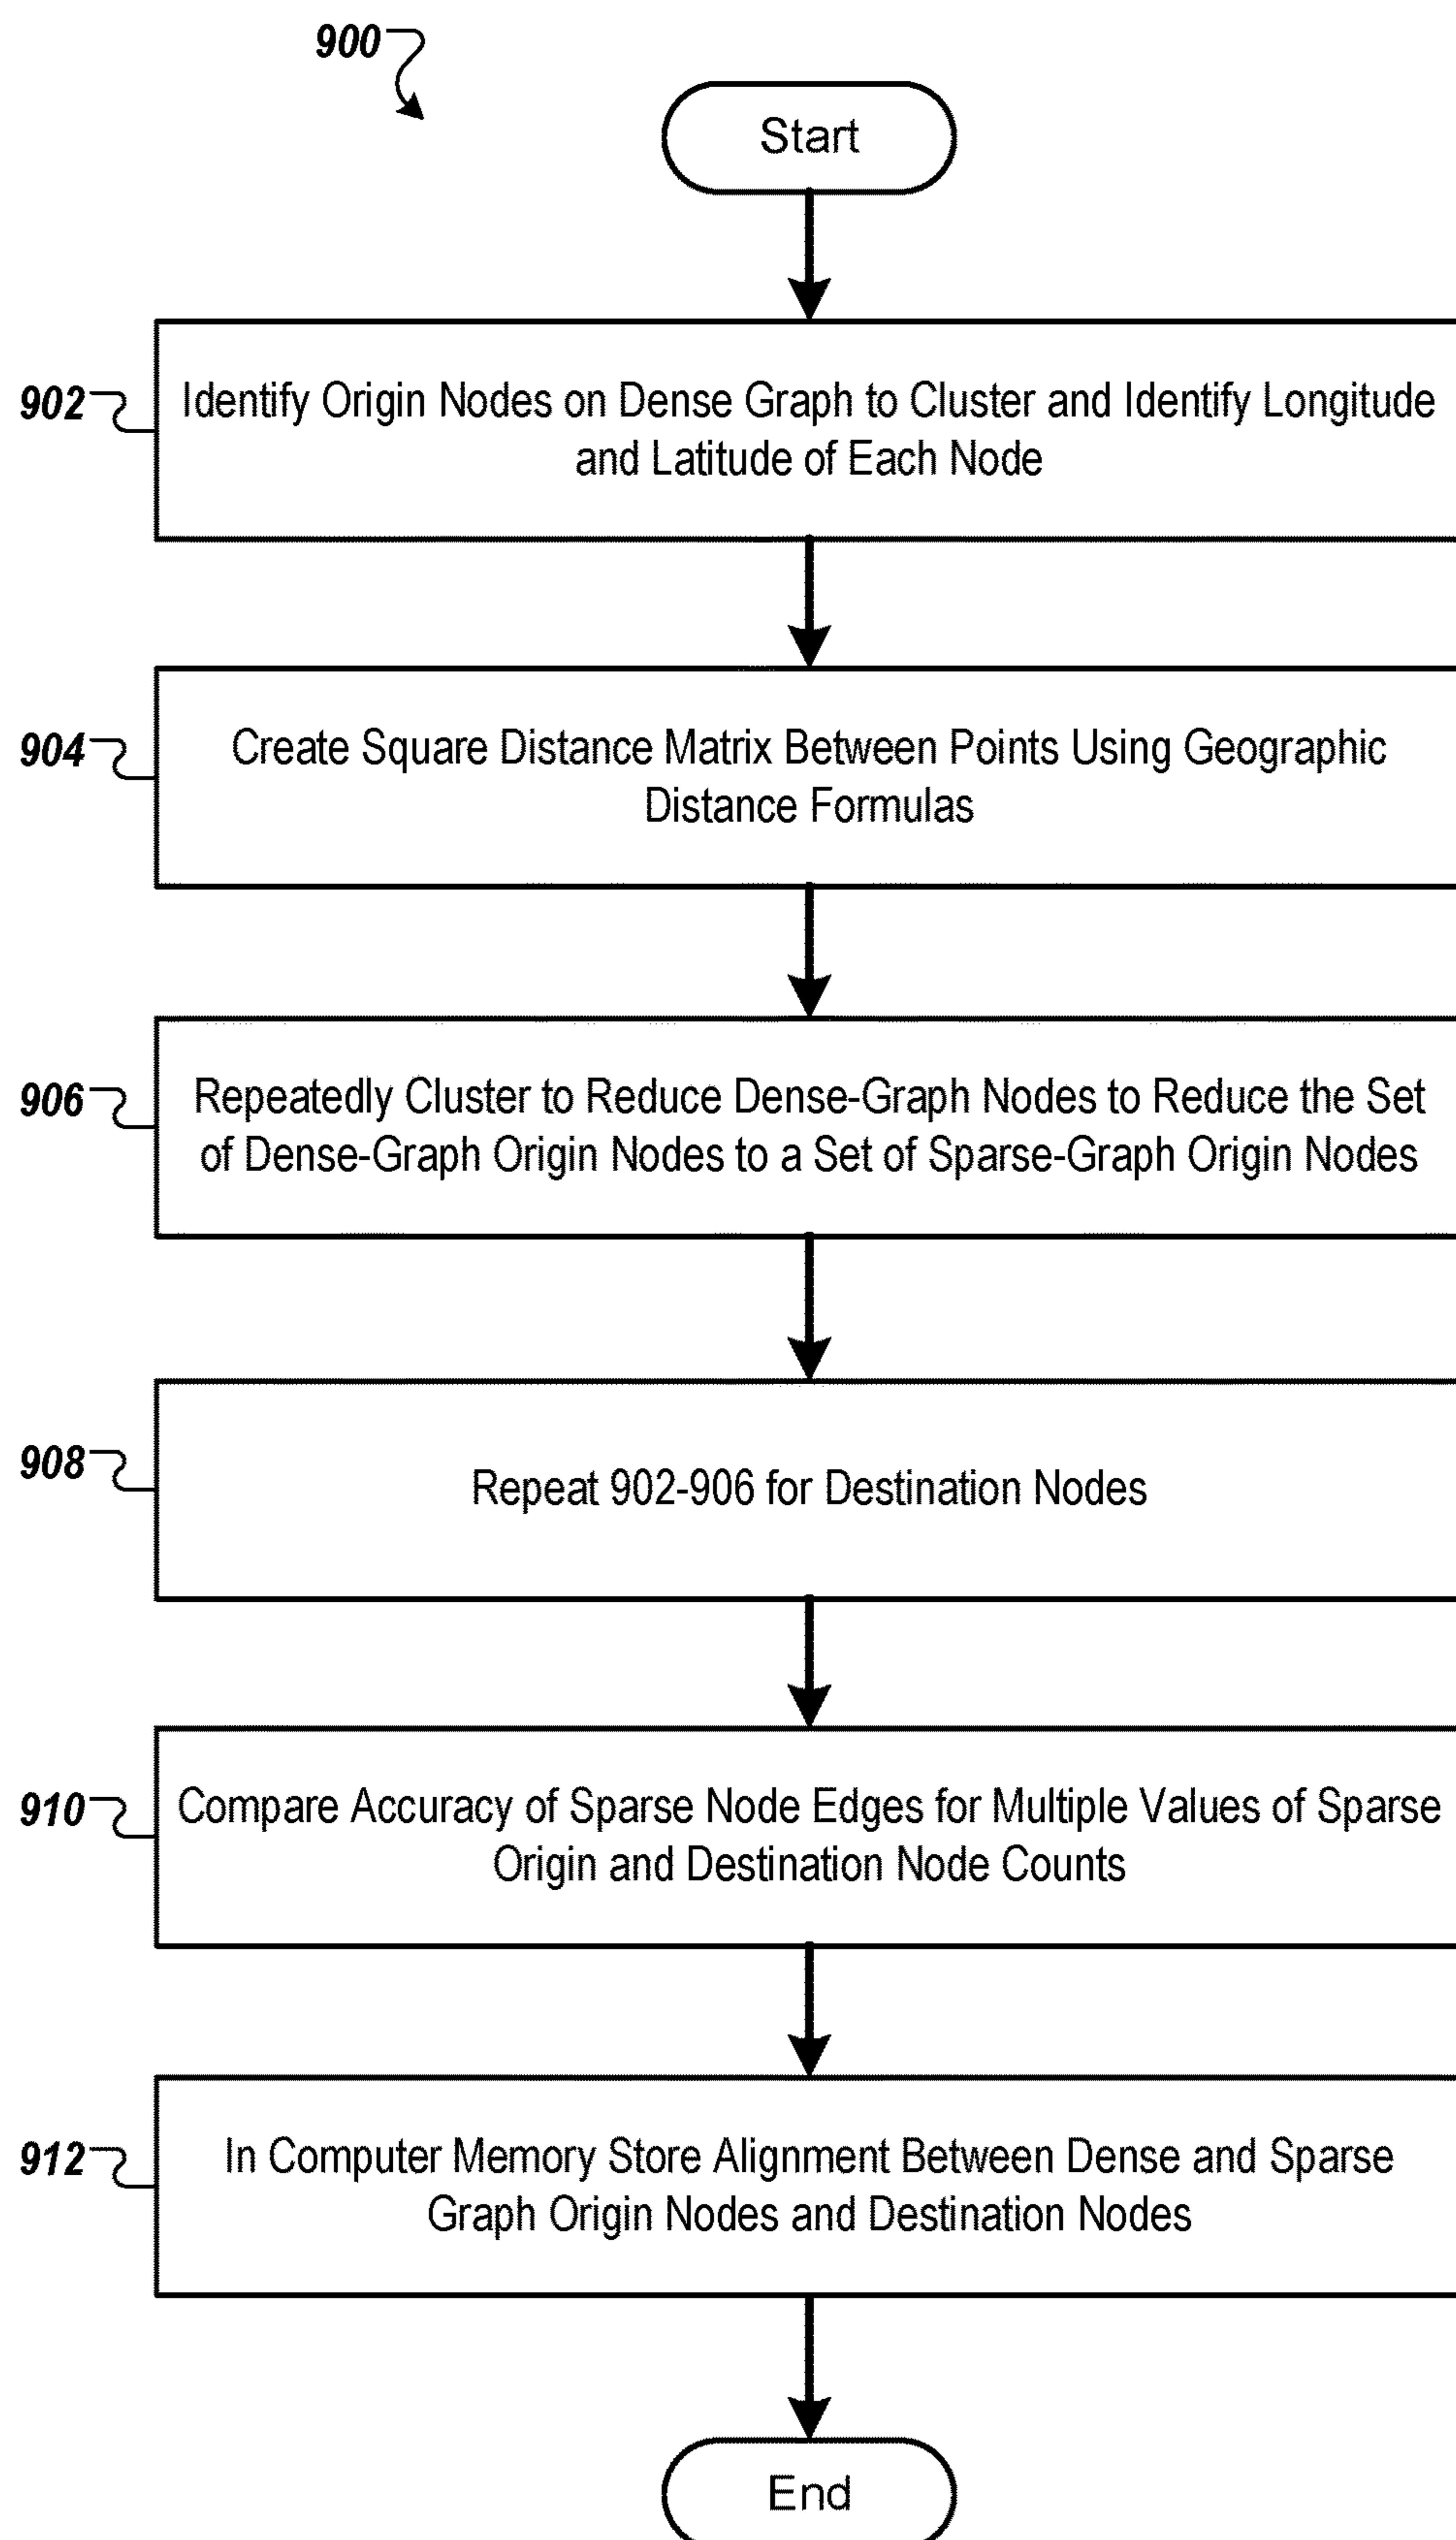 900
Start
902
Identify Origin Nodes on Dense Graph to Cluster and Identify Longitude
and Latitude of Each Node
904
Create Square Distance Matrix Between Points Using Geographic
Distance Formulas
906
Repeatedly Cluster to Reduce Dense-Graph Nodes to Reduce the Set
of Dense-Graph Origin Nodes to a Set of Sparse-Graph Origin Nodes
908
Repeat 902-906 for Destination Nodes
910
Compare Accuracy of Sparse Node Edges for Multiple Values of Sparse
Origin and Destination Node Counts
912
In Computer Memory Store Alignment Between Dense and Sparse
Graph Origin Nodes and Destination Nodes
End